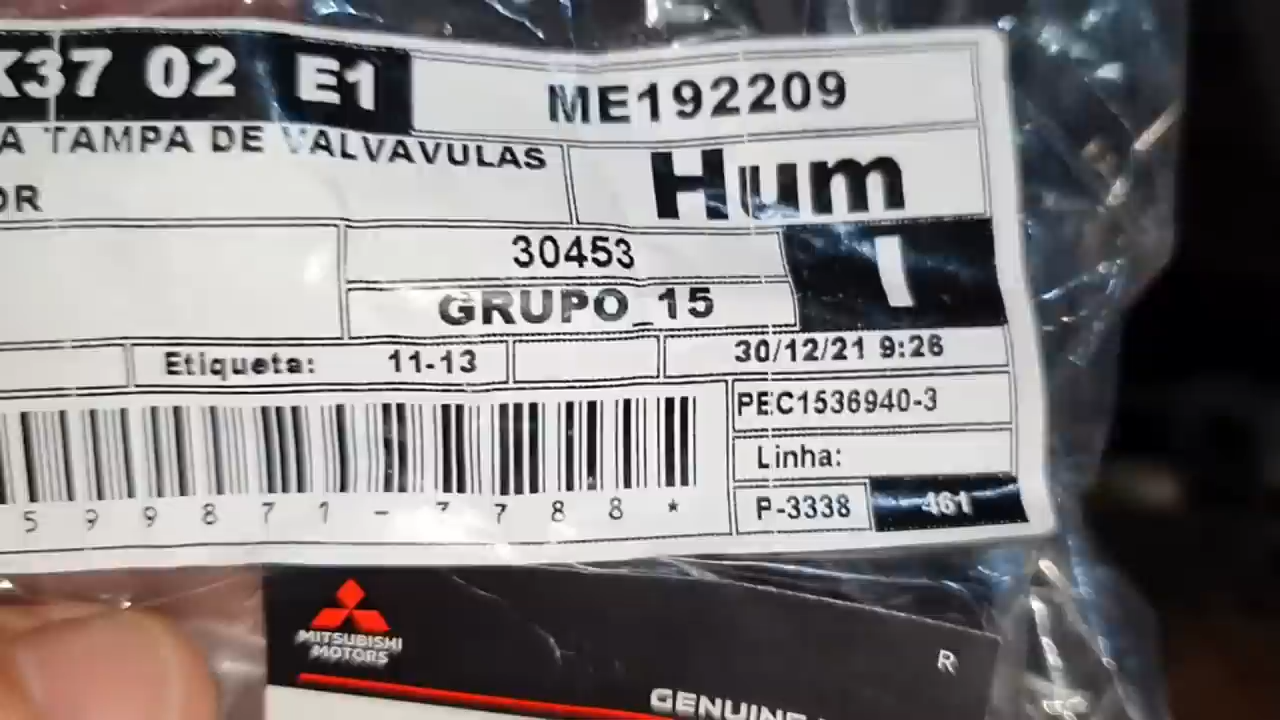 K37 02 E1
ME192209
A TAMPA DE VALVAVULAS
OR
Hum
30453
I
GRUPO_15
Etiqueta: 11-13
30/12/21 9:26
PEC1536940-3
Linha:
5 9 9 8 7 1 - 7 7 8 8 *
P-3338
461
MITSUBISHI
MOTORS
R
GENUINE